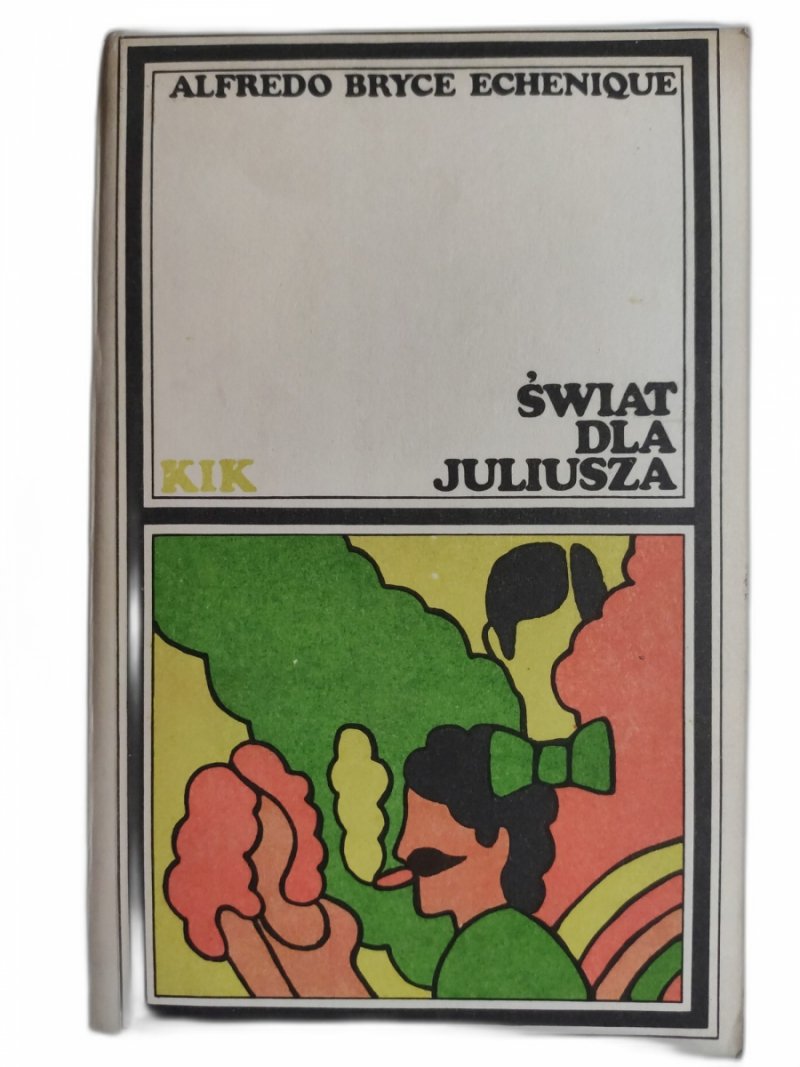 ALFREDO BRYCE ECHENIQUE
ŚWIAT
DLA
KIK JULIUSZA